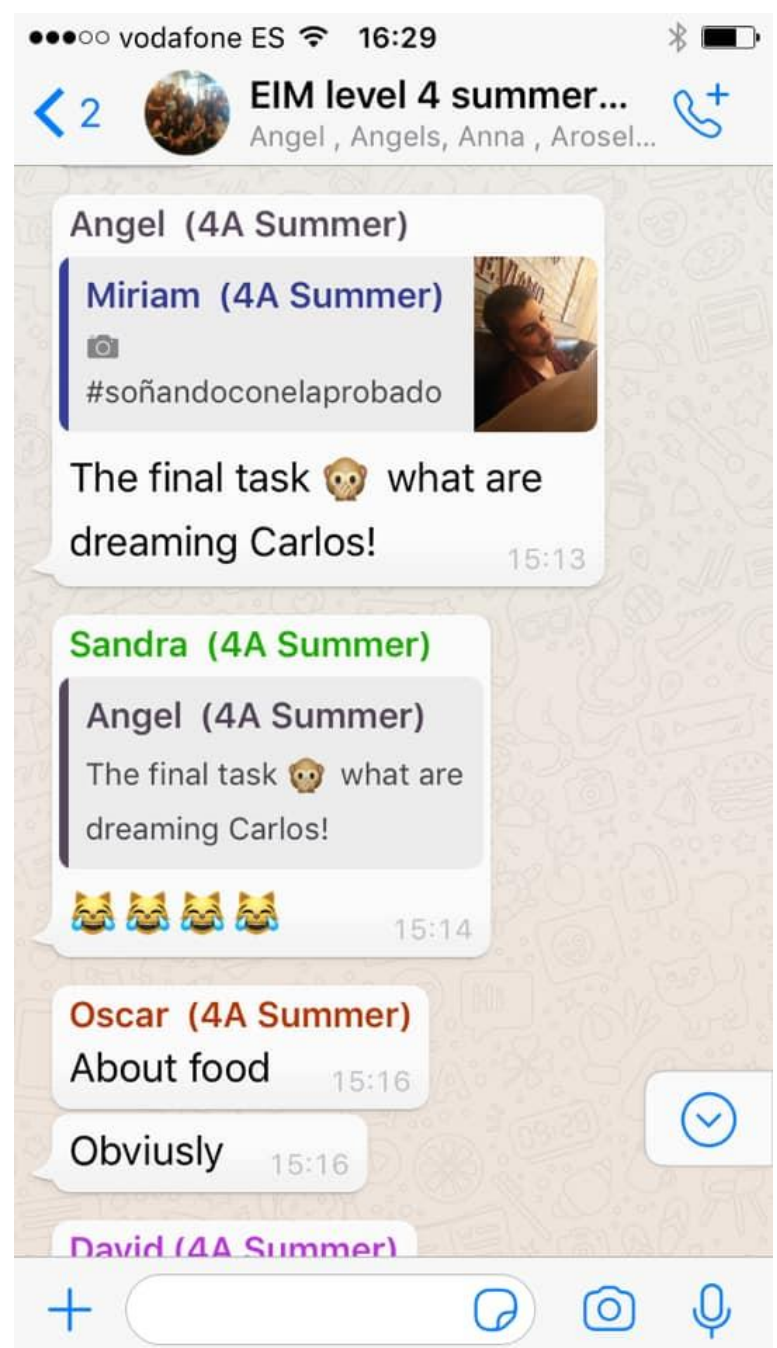 vodafone ES 16:29
2
EIM level 4 summer...
Angel , Angels, Anna , Arosel...
Angel (4A Summer)
Miriam (4A Summer)
#soñandoconelaprobado
The final task 🙊 what are
dreaming Carlos!
15:13
Sandra (4A Summer)
Angel (4A Summer)
The final task 🙊 what are
dreaming Carlos!
😹😹😹😹 15:14
Oscar (4A Summer)
About food 15:16
Obviusly 15:16
David (4A Summer)